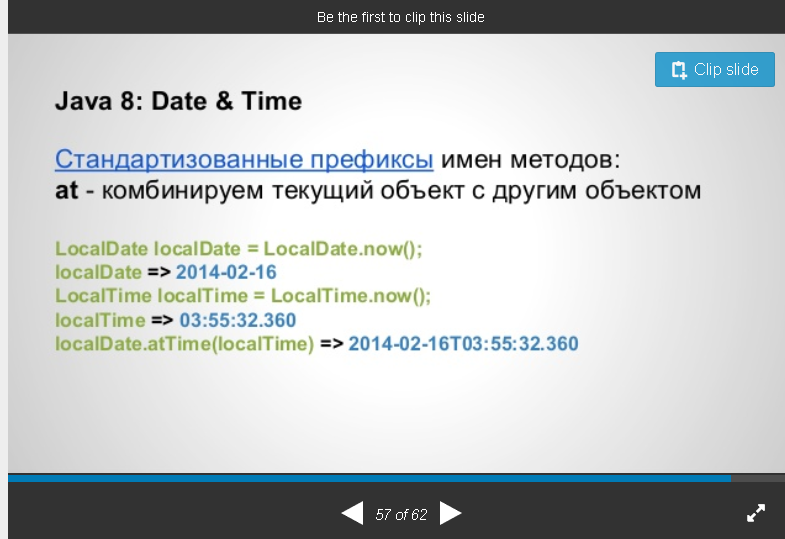 Be the first to clip this slide
Clip slide
Java 8: Date & Time
Стандартизованные префиксы имен методов:
at - комбинируем текущий объект с другим объектом
LocalDate localDate = LocalDate.now();
localDate => 2014-02-16
LocalTime localTime = LocalTime.now();
localTime => 03:55:32.360
localDate.atTime(localTime) => 2014-02-16T03:55:32.360
57 of 62